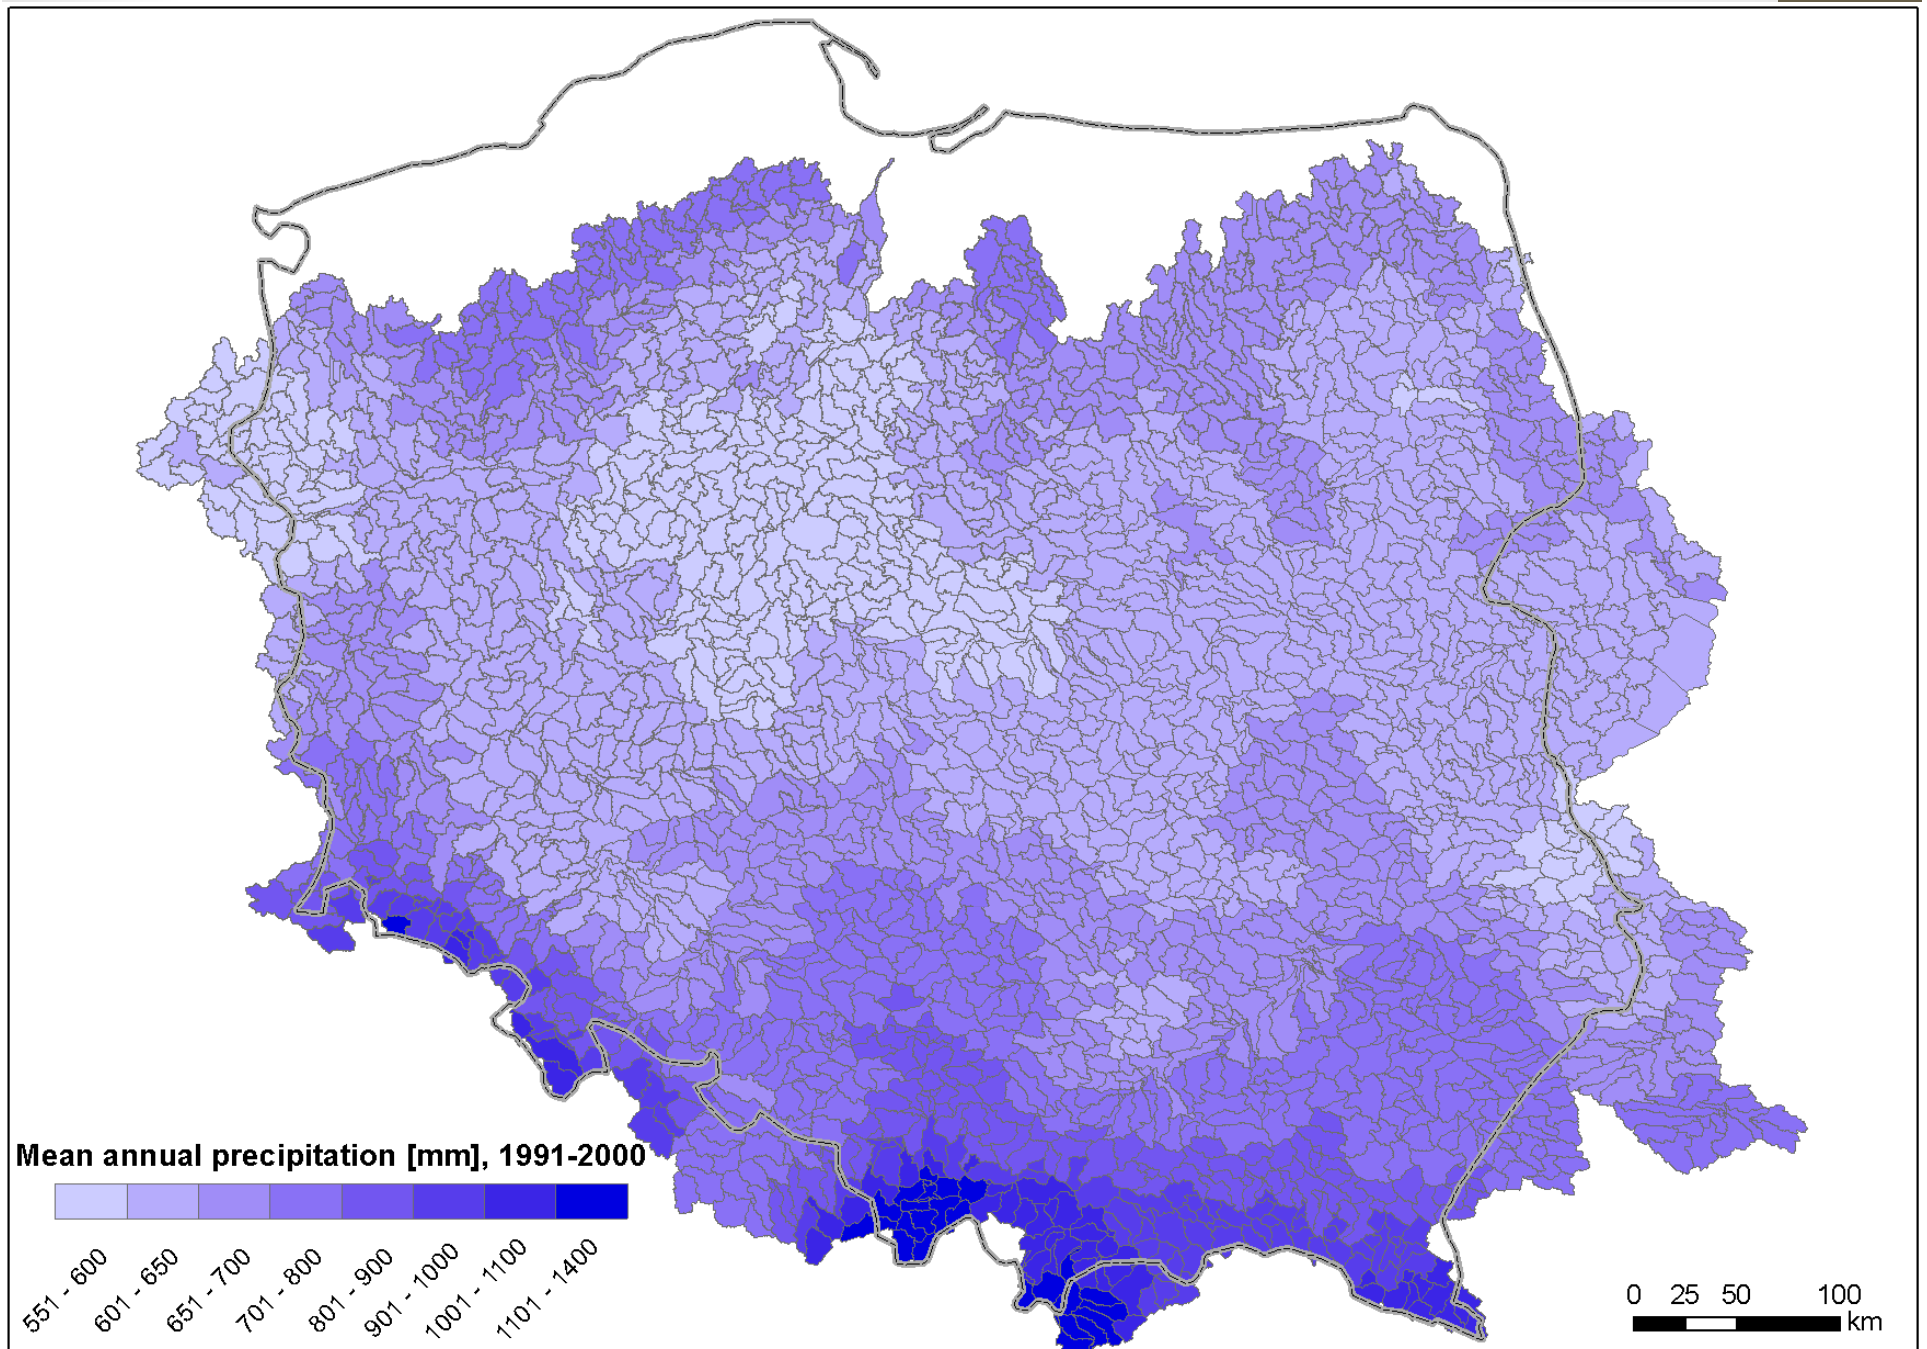 Mean annual precipitation [mm], 1991-2000
551 - 600
601 - 650
651 - 700
701 - 800
801 - 900
901 - 1000
1001 - 1100
1101 - 1400
0 25 50 100
km